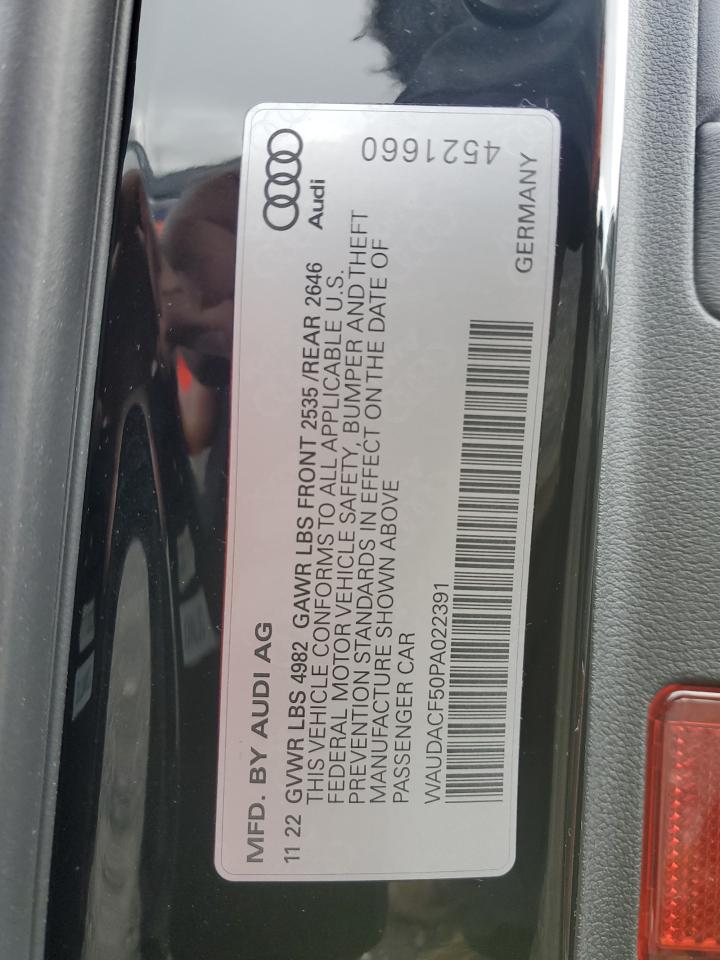 MFD. BY AUDI AG
Audi
11 22 GVWR LBS 4982 GAWR LBS FRONT 2535 /REAR 2646
THIS VEHICLE CONFORMS TO ALL APPLICABLE U.S.
FEDERAL MOTOR VEHICLE SAFETY, BUMPER AND THEFT
PREVENTION STANDARDS IN EFFECT ON THE DATE OF
MANUFACTURE SHOWN ABOVE
PASSENGER CAR
4521660
WAUDACF50PA022391
GERMANY